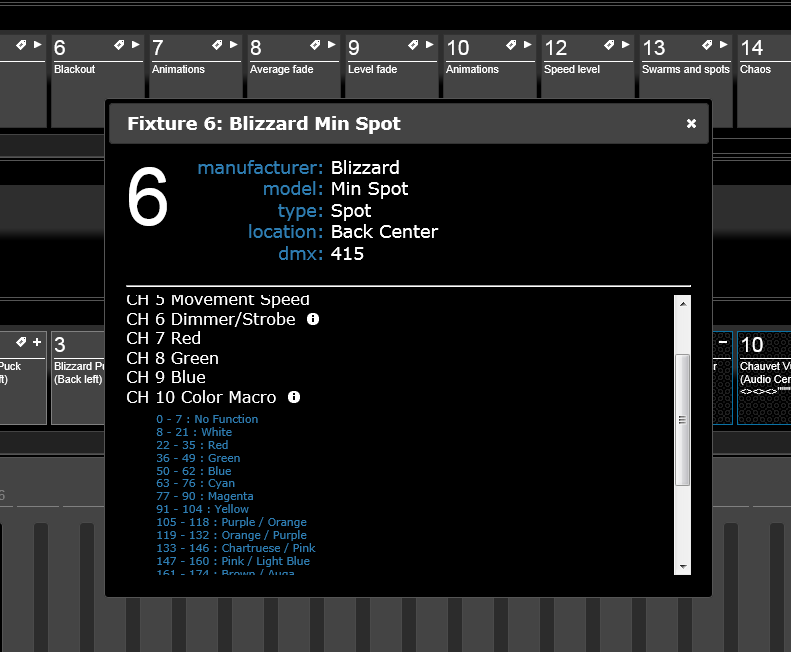 6
7
8
9
10
12
13
14
Blackout
Animations
Average fade
Level fade
Animations
Speed level
Swarms and spots
Chaos
Fixture 6: Blizzard Min Spot
6
manufacturer: Blizzard
model: Min Spot
type: Spot
location: Back Center
dmx: 415
CH 5 Movement Speed
CH 6 Dimmer/Strobe
CH 7 Red
CH 8 Green
CH 9 Blue
CH 10 Color Macro
0 - 7 : No Function
8 - 21 : White
22 - 35 : Red
36 - 49 : Green
50 - 62 : Blue
63 - 76 : Cyan
77 - 90 : Magenta
91 - 104 : Yellow
105 - 118 : Purple / Orange
119 - 132 : Orange / Purple
133 - 146 : Chartruese / Pink
147 - 160 : Pink / Light Blue
161 - 174 : Brown / Auga
Puck
3
Blizzard Pu
(Back left)
10
Chauvet Vu
(Audio Cen
<><><>""
6